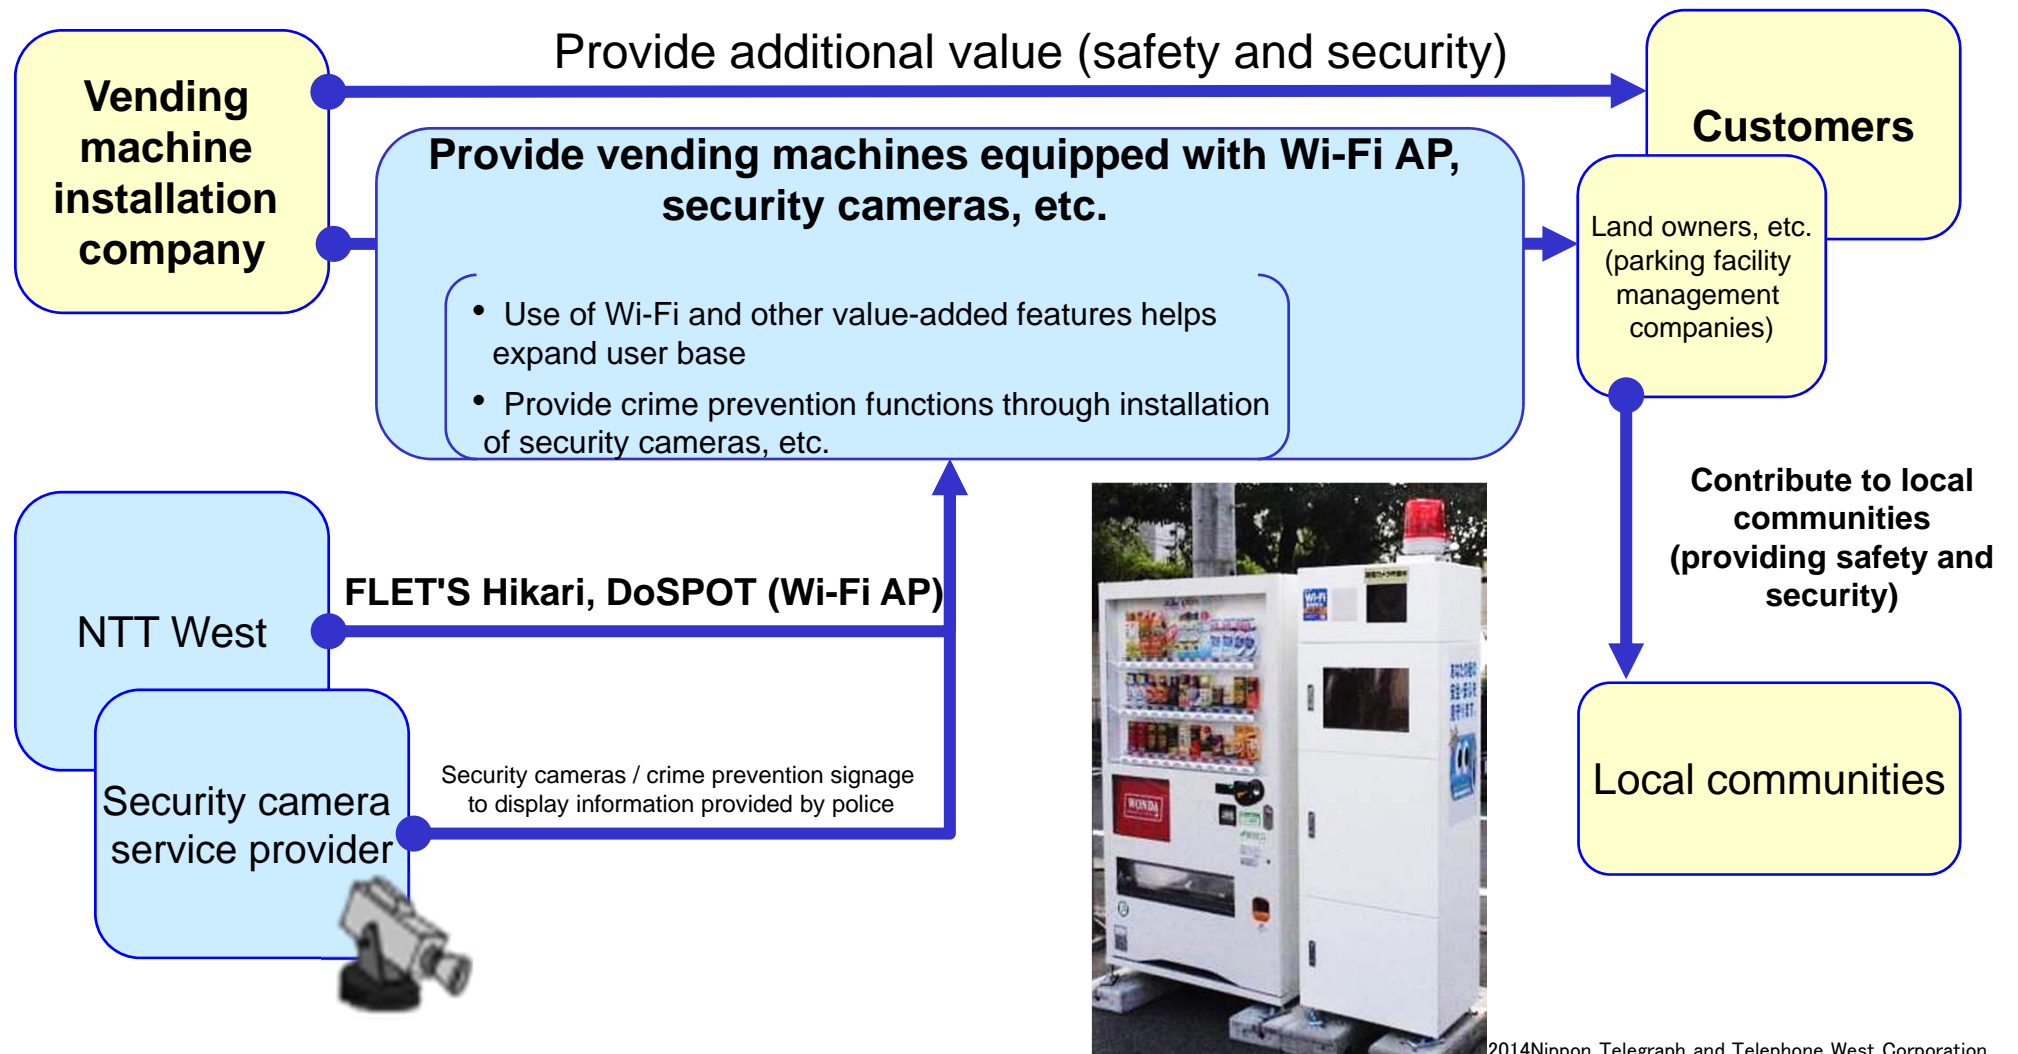 Provide additional value (safety and security)
Vending
machine
installation
company
Customers
Provide vending machines equipped with Wi-Fi AP,
security cameras, etc.
• Use of Wi-Fi and other value-added features helps
expand user base
• Provide crime prevention functions through installation
of security cameras, etc.
Land owners, etc.
(parking facility
management
companies)
Contribute to local
communities
(providing safety and
security)
NTT West
FLET'S Hikari, DoSPOT (Wi-Fi AP)
Security camera
service provider
Security cameras / crime prevention signage
to display information provided by police
Wi-Fi
WONDA
Local communities
2014Nippon Telegraph and Telephone West Corporation